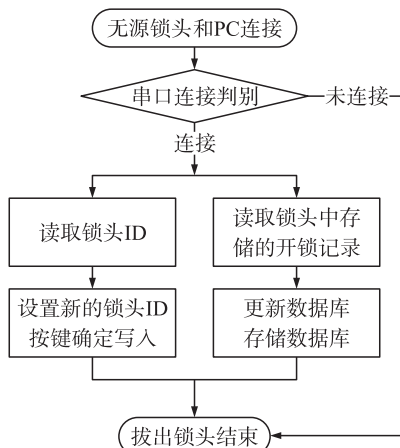 无源锁头和PC连接
串口连接判别
未连接
连接
读取锁头ID
读取锁头中存
储的开锁记录
设置新的锁头ID
按键确定写入
更新数据库
存储数据库
拔出锁头结束